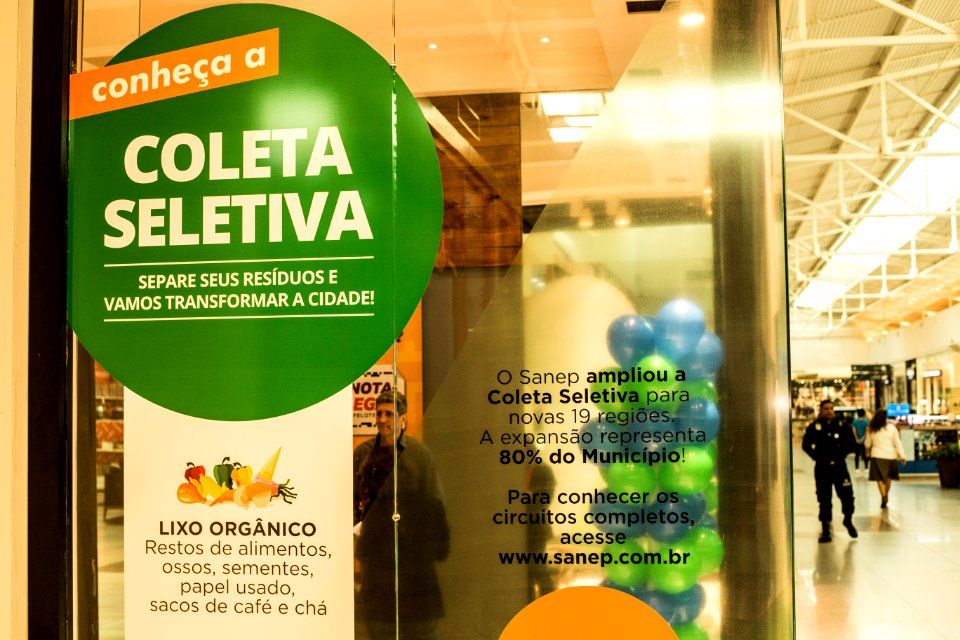 conheça a
COLETA
SELETIVA
SEPARE SEUS RESÍDUOS E
VAMOS TRANSFORMAR A CIDADE!
LIXO ORGÂNICO
Restos de alimentos,
ossos, sementes,
papel usado,
sacos de café e chá
NOTA
O Sanep ampliou a
Coleta Seletiva para
novas 19 regiões.
A expansão representa
80% do Município!
Para conhecer os
circuitos completos,
acesse
www.sanep.com.br